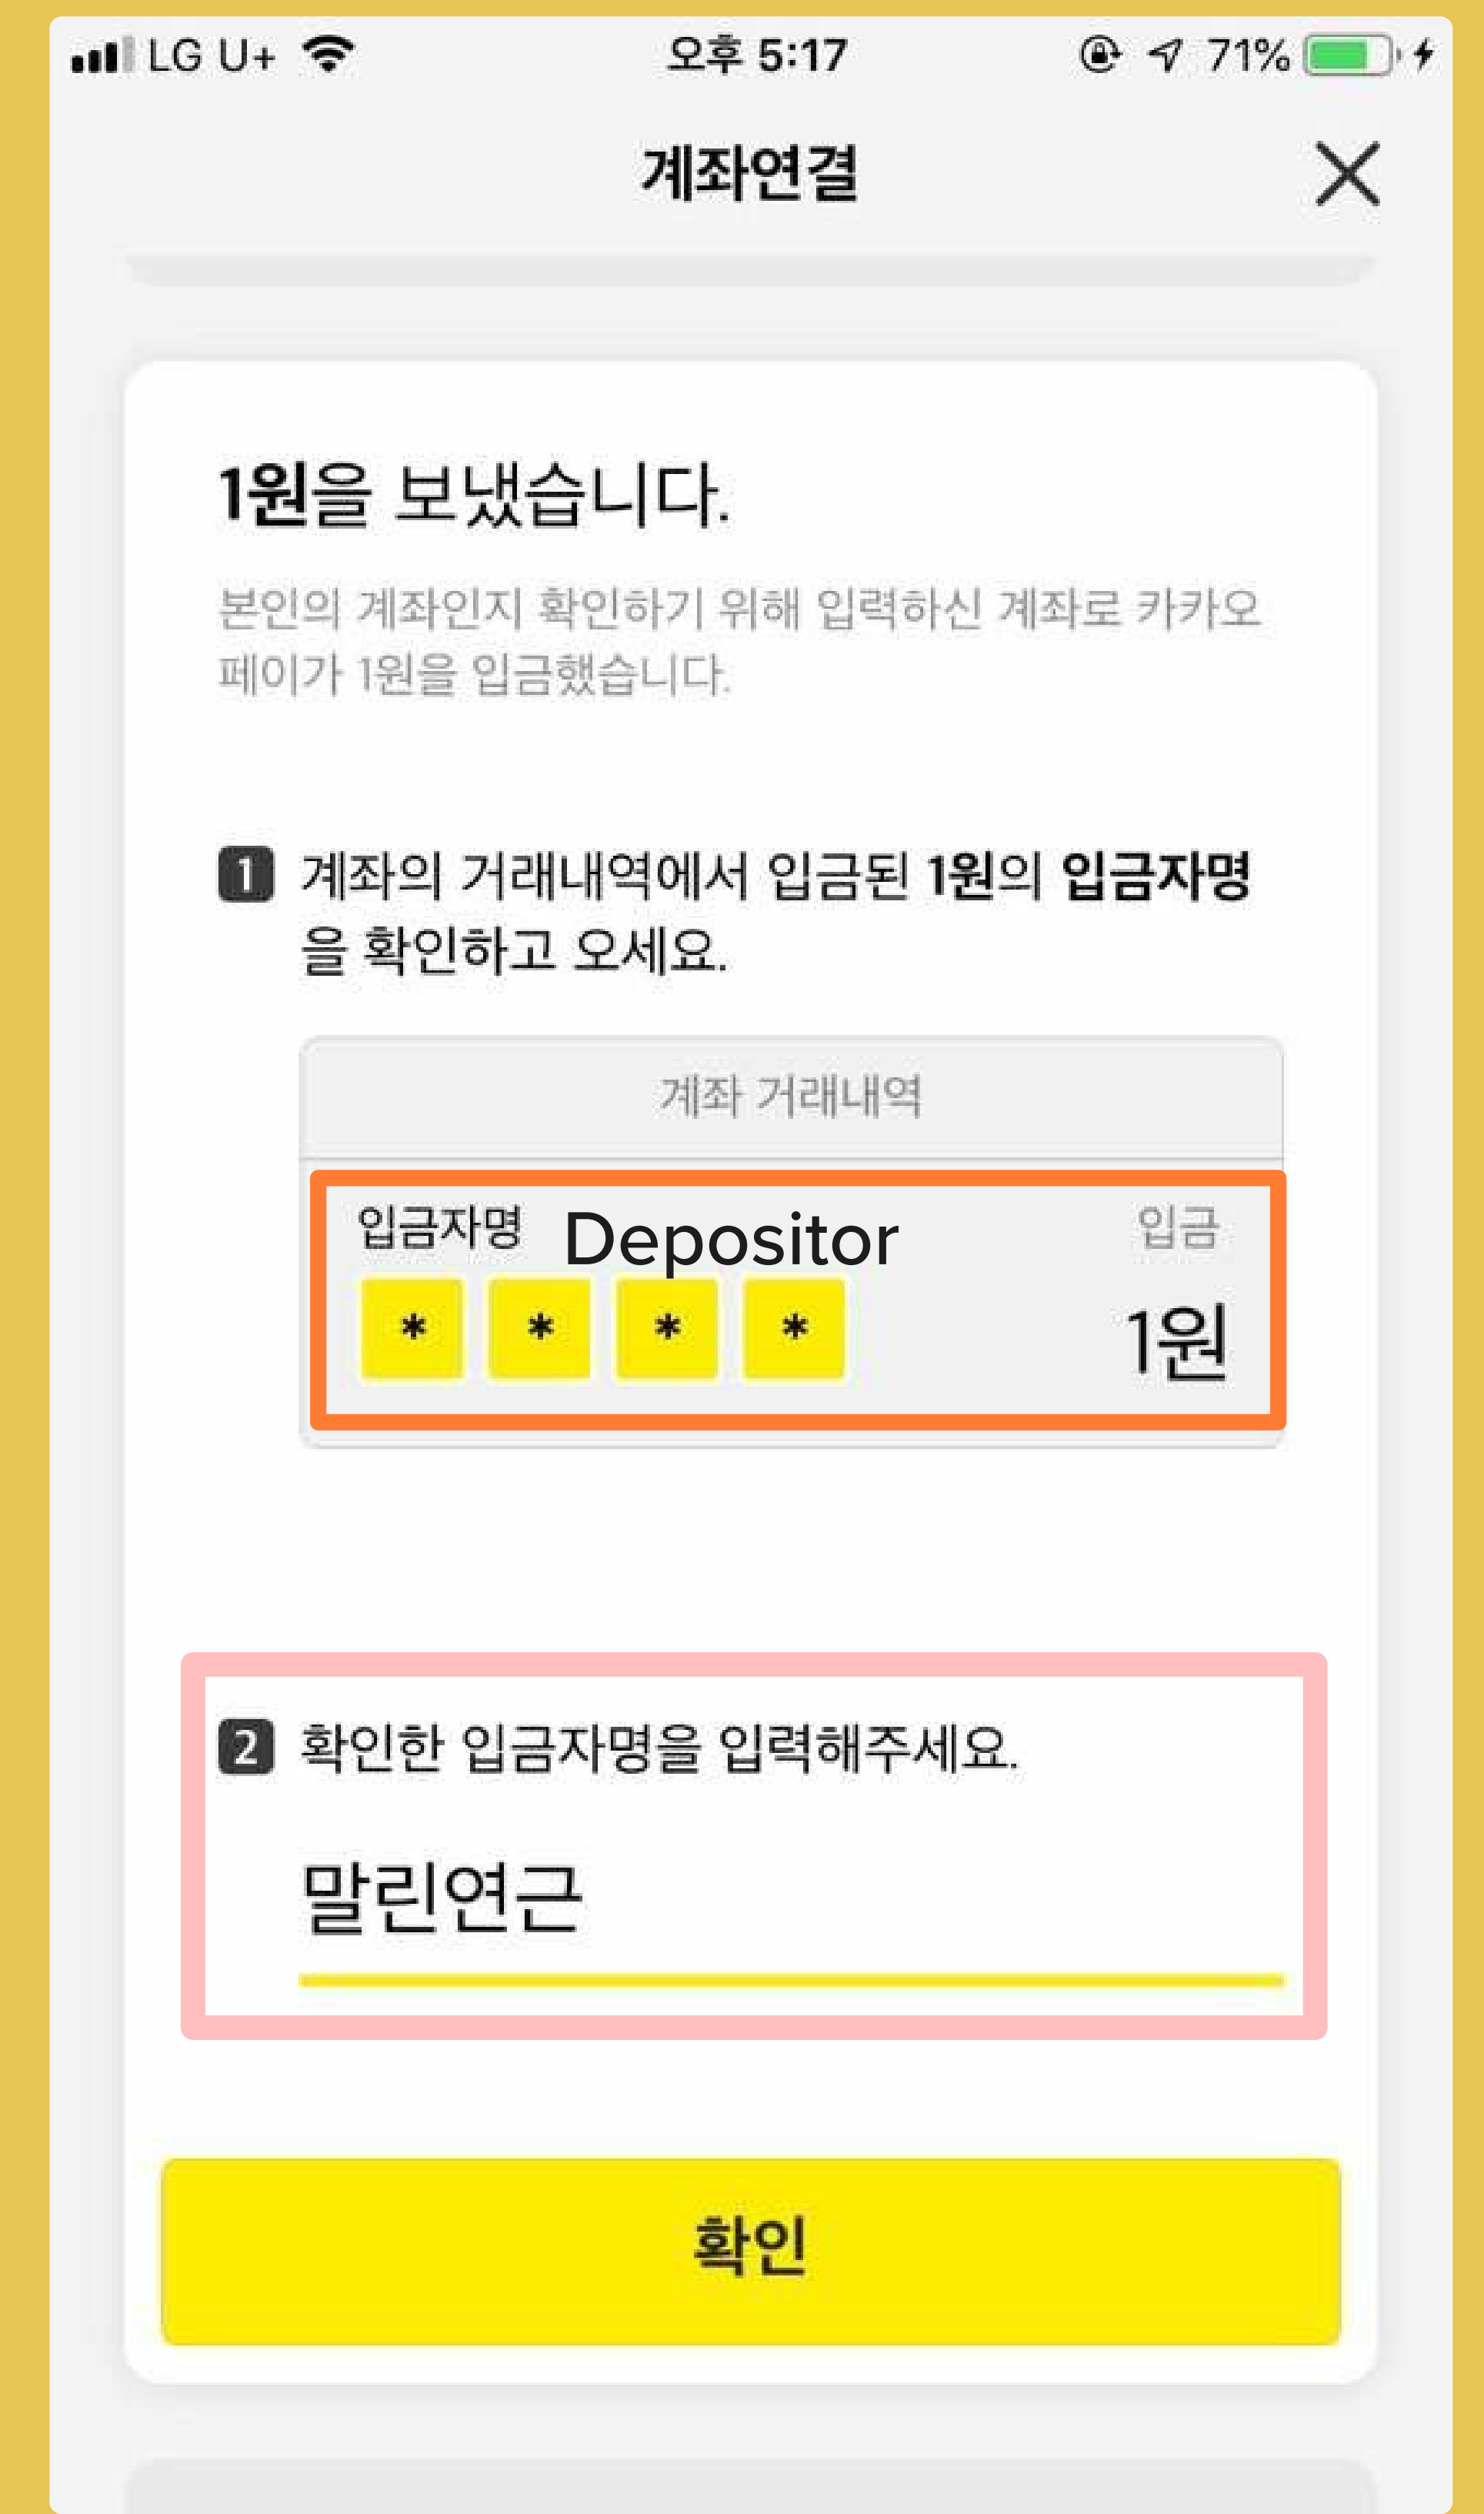 LG U+ 오후 5:17 71%
계좌연결
1원을 보냈습니다.
본인의 계좌인지 확인하기 위해 입력하신 계좌로 카카오
페이가 1원을 입금했습니다.
1 계좌의 거래내역에서 입금된 1원의 입금자명
을 확인하고 오세요.
계좌 거래내역
입금자명 Depositor 입금
* * * * 1원
2 확인한 입금자명을 입력해주세요.
말린연근
확인